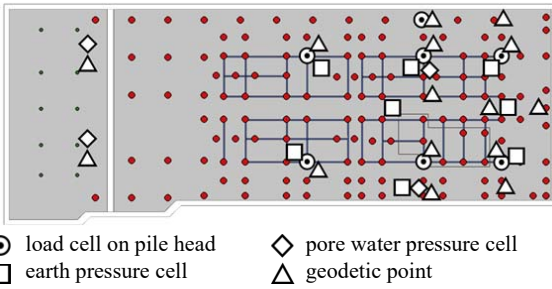 load cell on pile head
pore water pressure cell
earth pressure cell
geodetic point